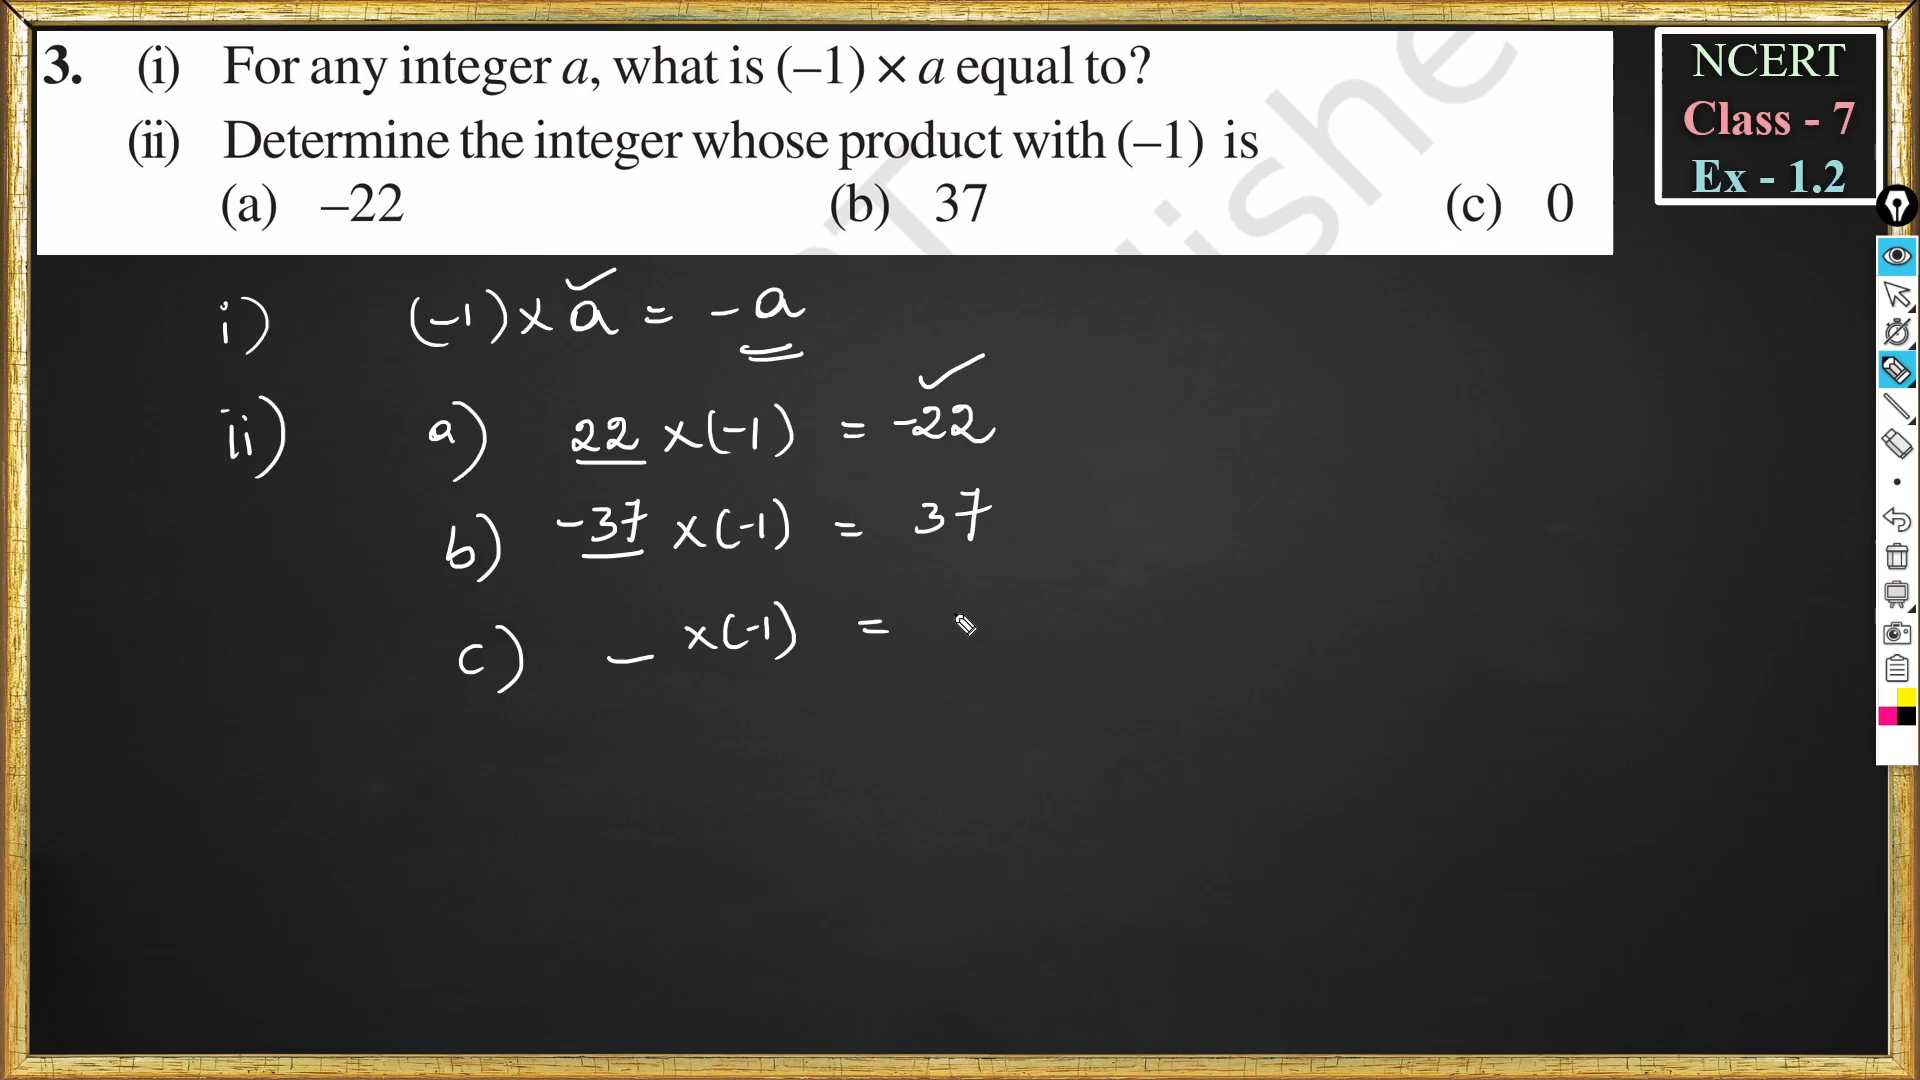 3. (i) For any integer a, what is (–1) × a equal to?
(ii) Determine the integer whose product with (–1) is
(a) –22 (b) 37 (c) 0
NCERT
Class - 7
Ex - 1.2
i) (-1) × a = - a
ii) a) 22 × (-1) = -22
b) -37 × (-1) = 37
c) _ × (-1) =